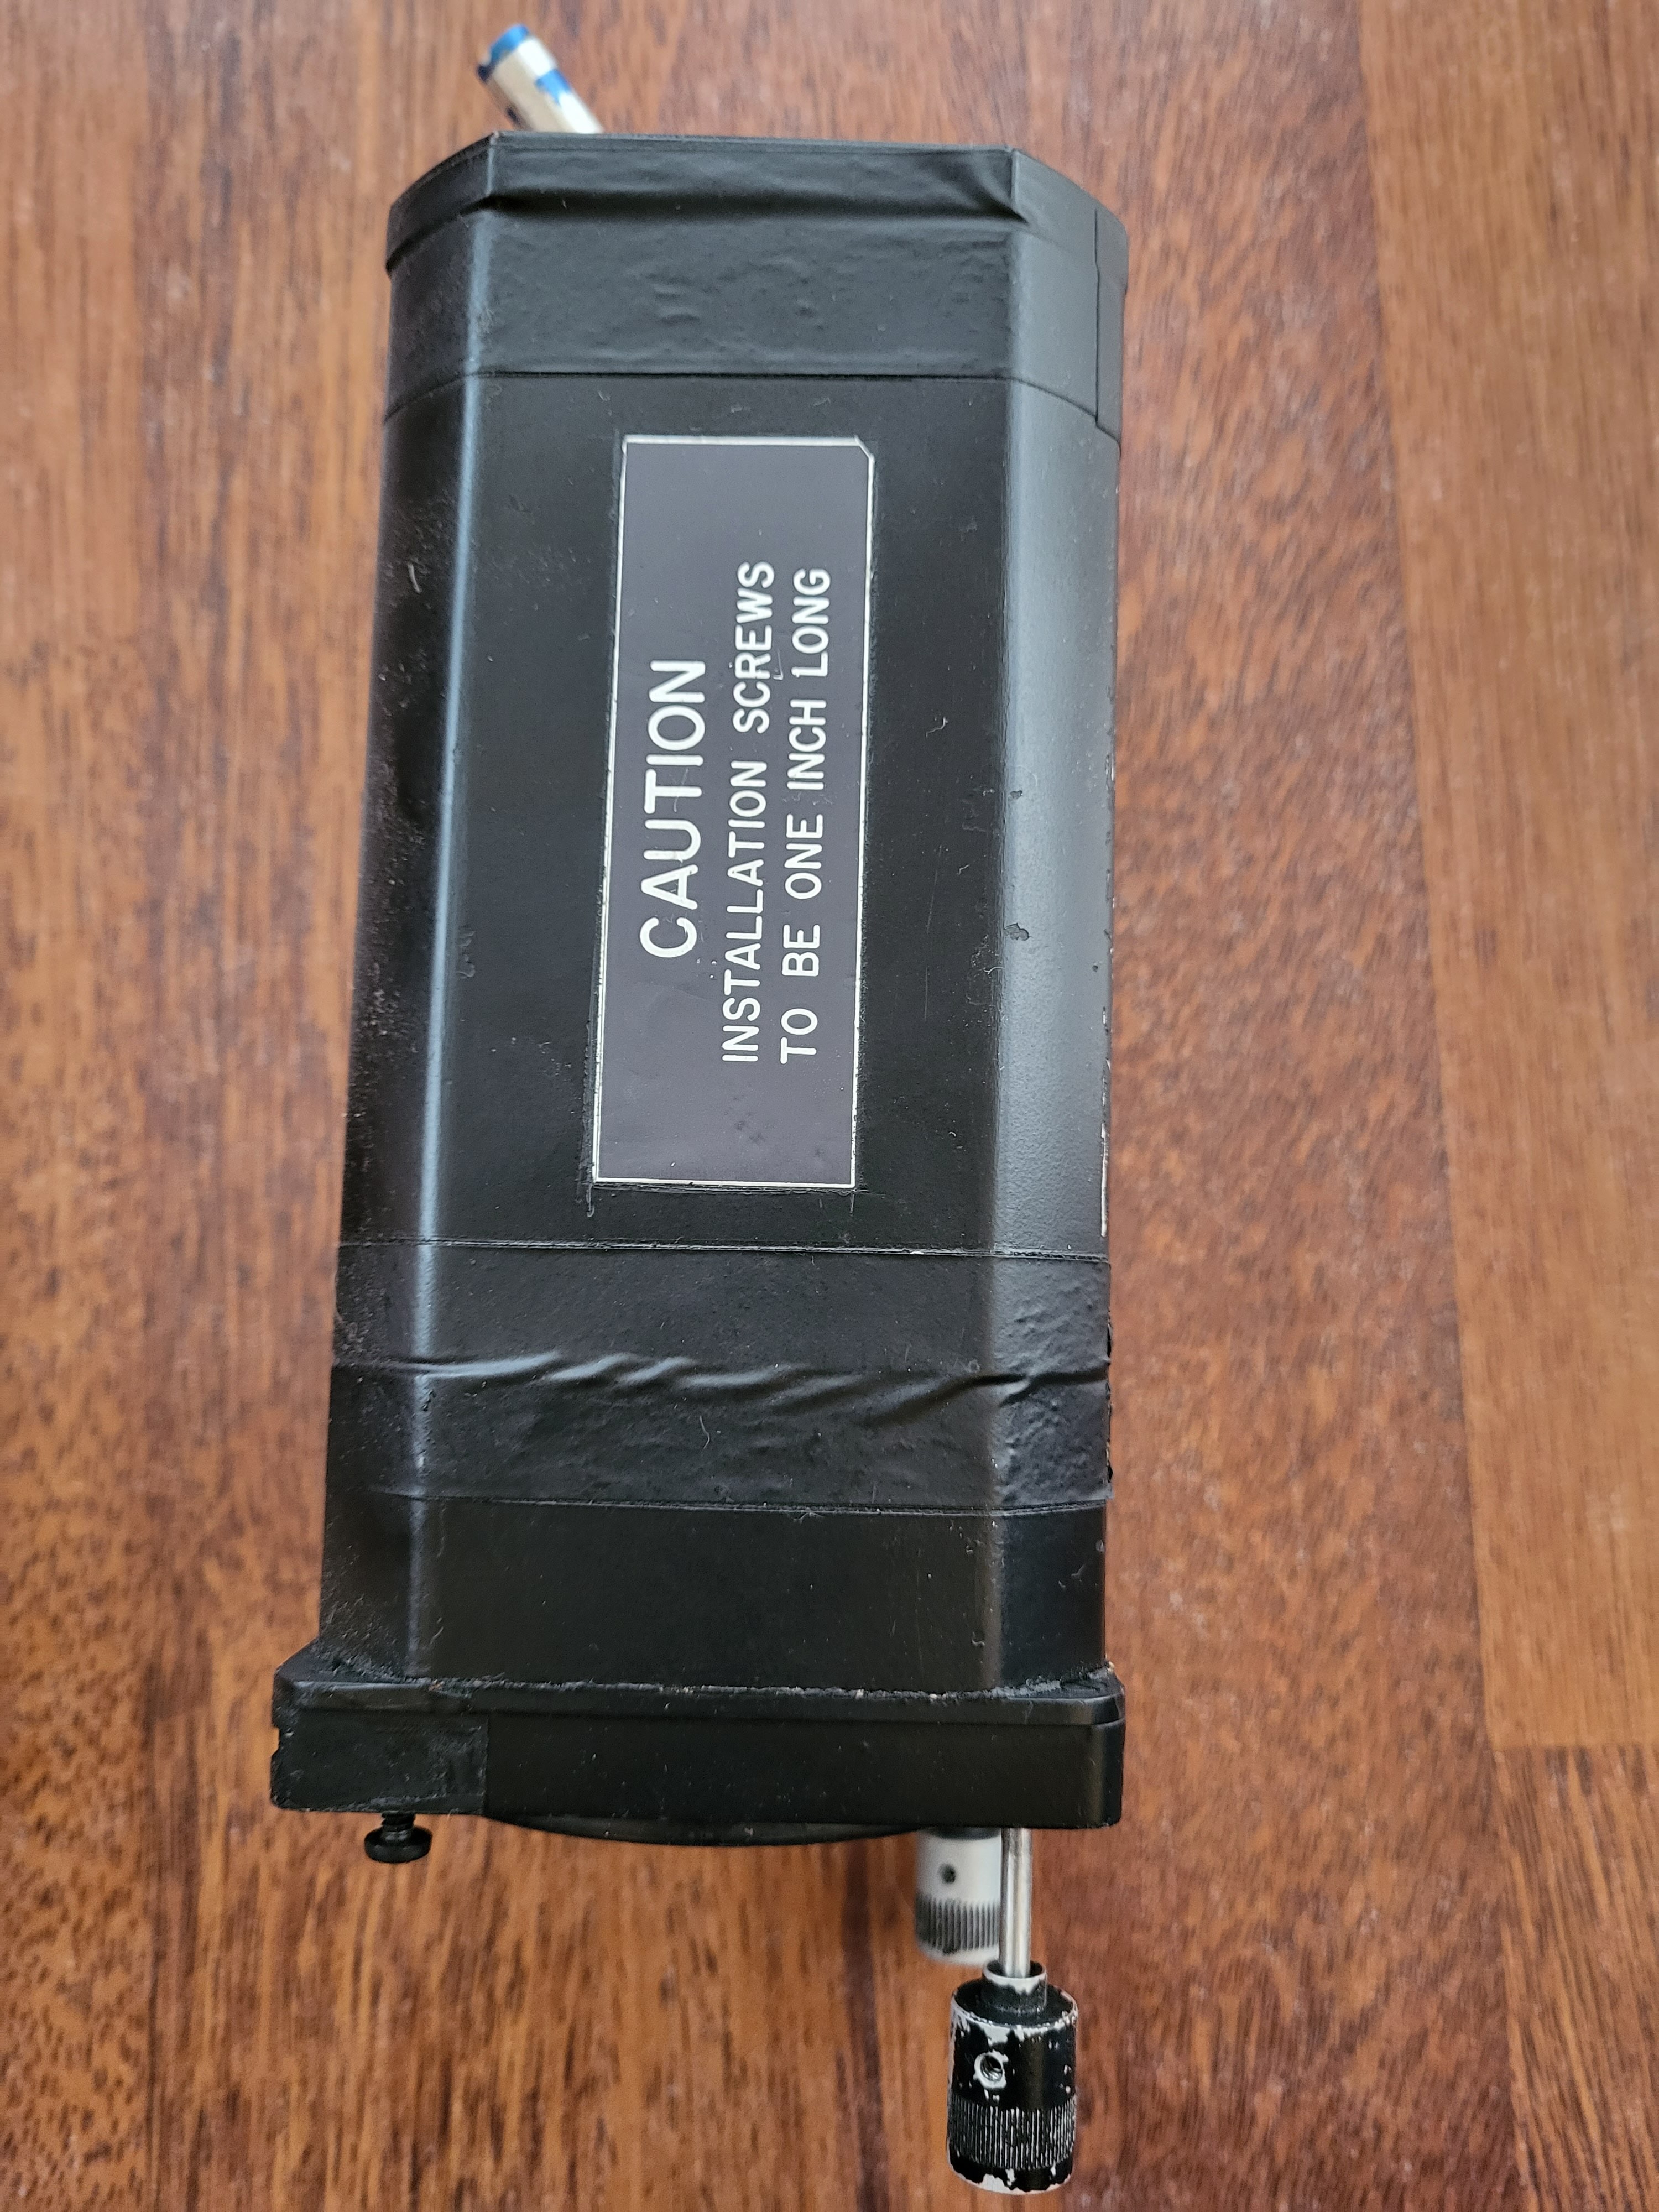 CAUTION
INSTALLATION SCREWS
TO BE ONE INCH LONG